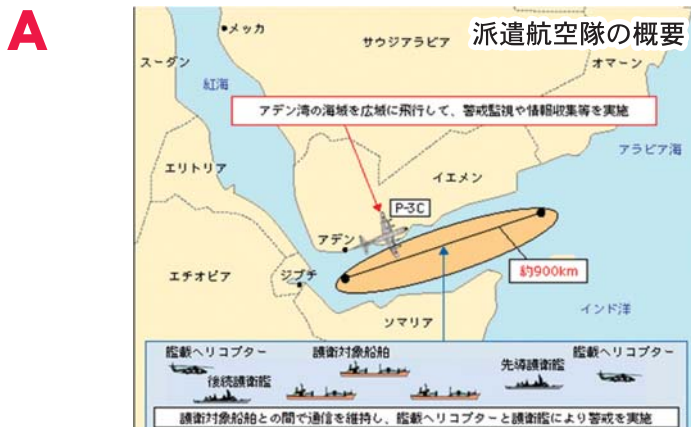 A
派遣航空隊の概要
メッカ
サウジアラビア
スーダン
オマーン
紅海
アデン湾の海域を広域に飛行して、警戒監視や情報収集等を実施
アラビア海
エリトリア
イエメン
P-3C
アデン
エチオピア
ジブチ
約900km
インド洋
ソマリア
艦載ヘリコプター
護衛対象船舶
艦載ヘリコプター
先導護衛艦
後続護衛艦
護衛対象船舶との間で通信を維持し、艦載ヘリコプターと護衛艦により警戒を実施